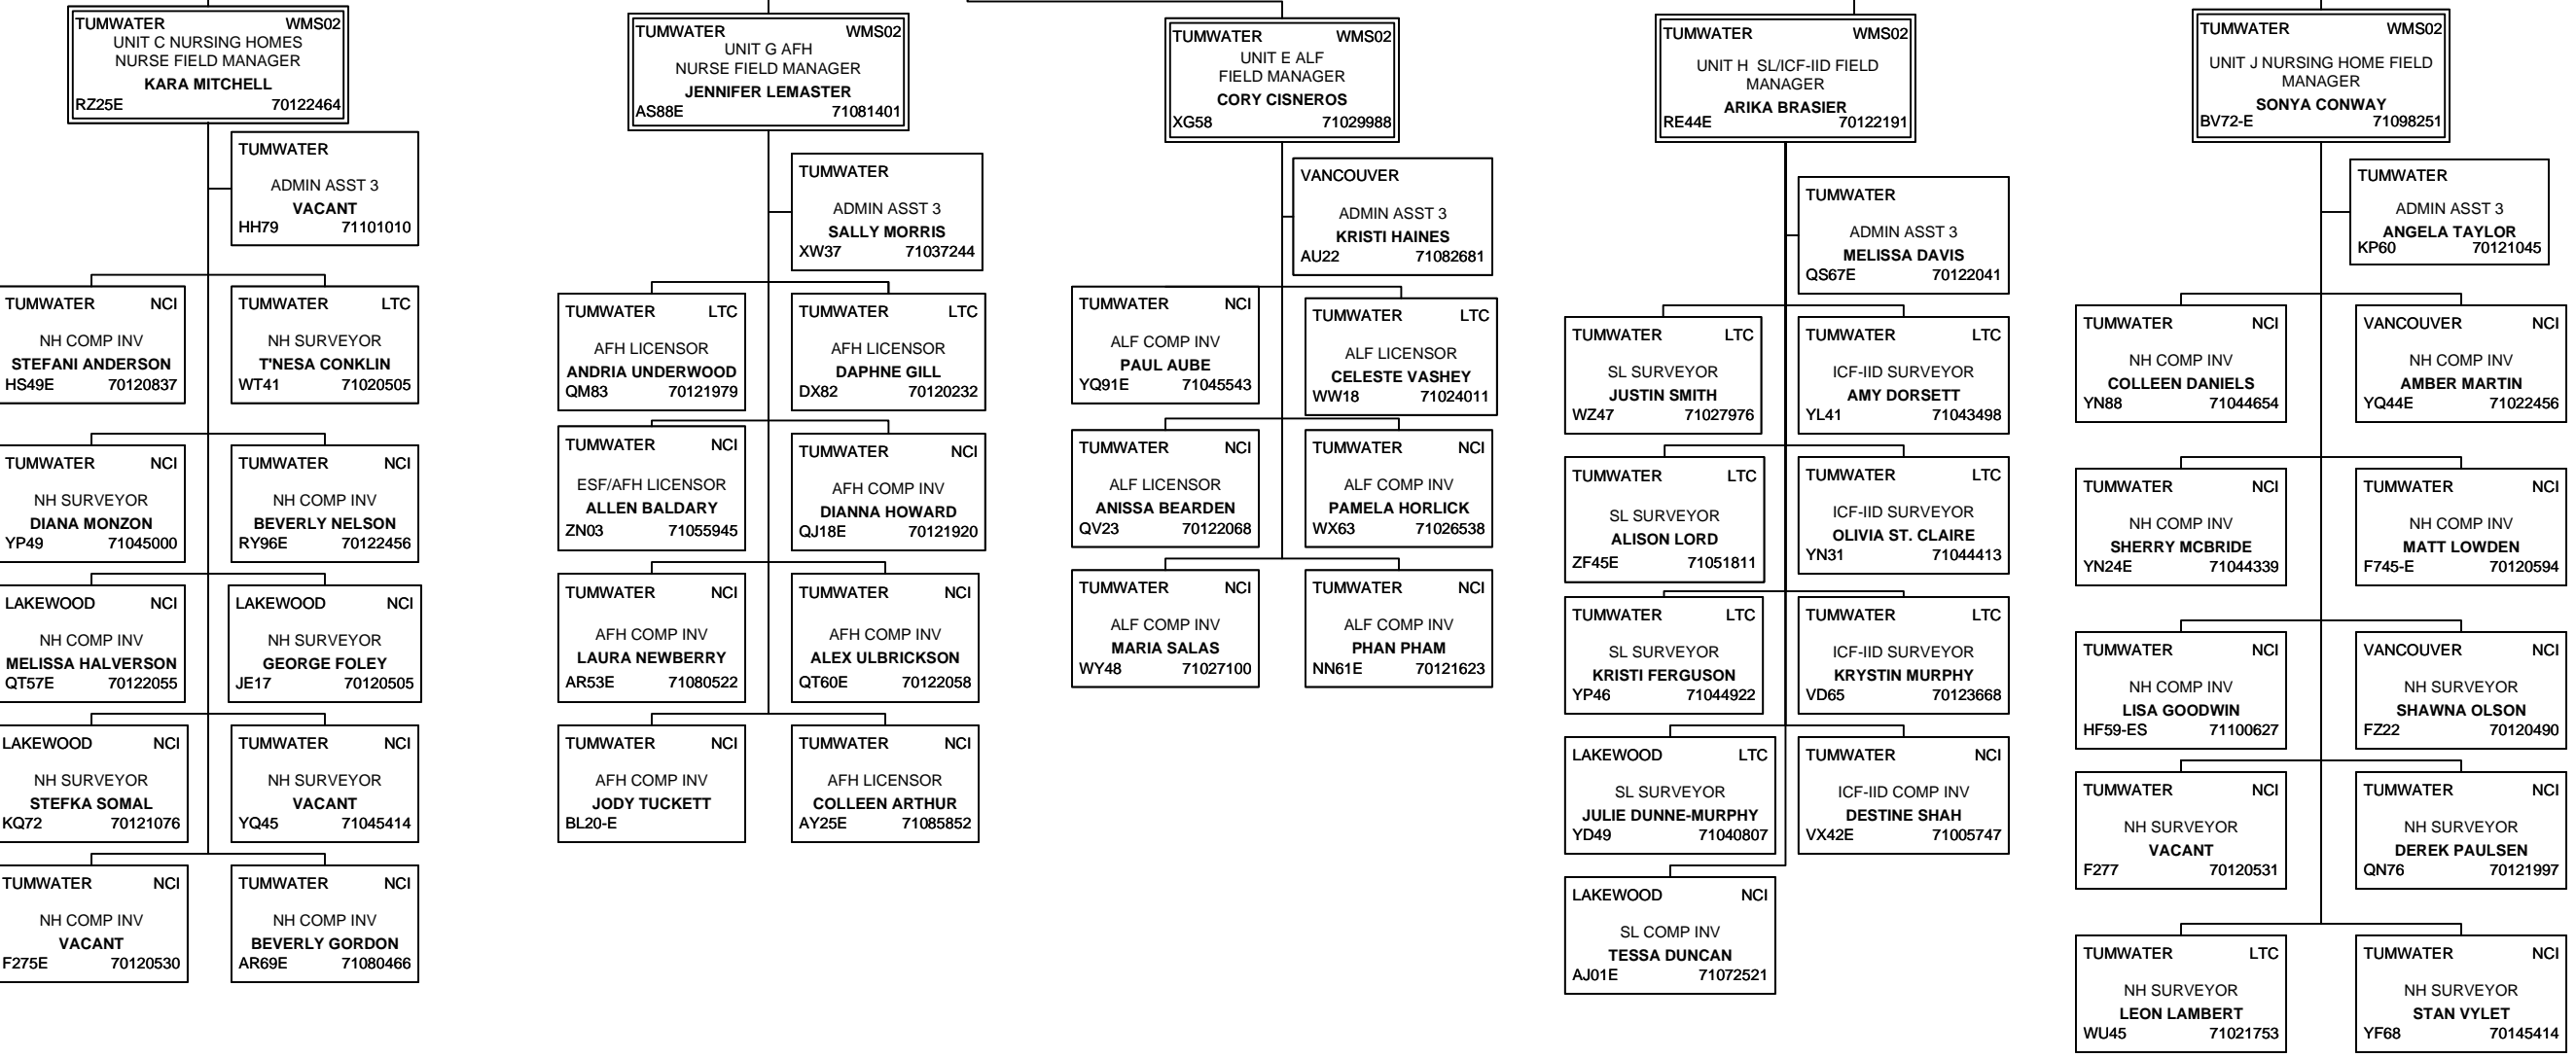 TUMWATER WMS02
UNIT C NURSING HOMES
NURSE FIELD MANAGER
KARA MITCHELL
RZ25E 70122464
TUMWATER
ADMIN ASST 3
VACANT
HH79 71101010
TUMWATER NCI
NH COMP INV
STEFANI ANDERSON
HS49E 70120837
TUMWATER LTC
NH SURVEYOR
T'NESA CONKLIN
WT41 71020505
TUMWATER NCI
NH SURVEYOR
DIANA MONZON
YP49 71045000
TUMWATER NCI
NH COMP INV
BEVERLY NELSON
RY96E 70122456
LAKEWOOD NCI
NH COMP INV
MELISSA HALVERSON
QT57E 70122055
LAKEWOOD NCI
NH SURVEYOR
GEORGE FOLEY
JE17 70120505
LAKEWOOD NCI
NH SURVEYOR
STEFKA SOMAL
KQ72 70121076
TUMWATER NCI
NH SURVEYOR
VACANT
YQ45 71045414
TUMWATER NCI
NH COMP INV
VACANT
F275E 70120530
TUMWATER NCI
NH COMP INV
BEVERLY GORDON
AR69E 71080466
TUMWATER WMS02
UNIT G AFH
NURSE FIELD MANAGER
JENNIFER LEMASTER
AS88E 71081401
TUMWATER
ADMIN ASST 3
SALLY MORRIS
XW37 71037244
TUMWATER LTC
AFH LICENSOR
ANDRIA UNDERWOOD
QM83 70121979
TUMWATER LTC
AFH LICENSOR
DAPHNE GILL
DX82 70120232
TUMWATER NCI
ESF/AFH LICENSOR
ALLEN BALDARY
ZN03 71055945
TUMWATER NCI
AFH COMP INV
DIANNA HOWARD
QJ18E 70121920
TUMWATER NCI
AFH COMP INV
LAURA NEWBERRY
AR53E 71080522
TUMWATER NCI
AFH COMP INV
ALEX ULBRICKSON
QT60E 70122058
TUMWATER NCI
AFH COMP INV
JODY TUCKETT
BL20-E
TUMWATER NCI
AFH LICENSOR
COLLEEN ARTHUR
AY25E 71085852
TUMWATER WMS02
UNIT E ALF
FIELD MANAGER
CORY CISNEROS
XG58 71029988
VANCOUVER
ADMIN ASST 3
KRISTI HAINES
AU22 71082681
TUMWATER NCI
ALF COMP INV
PAUL AUBE
YQ91E 71045543
TUMWATER LTC
ALF LICENSOR
CELESTE VASHEY
WW18 71024011
TUMWATER NCI
ALF LICENSOR
ANISSA BEARDEN
QV23 70122068
TUMWATER NCI
ALF COMP INV
PAMELA HORLICK
WX63 71026538
TUMWATER NCI
ALF COMP INV
MARIA SALAS
WY48 71027100
TUMWATER NCI
ALF COMP INV
PHAN PHAM
NN61E 70121623
TUMWATER WMS02
UNIT H SL/ICF-IID FIELD
MANAGER
ARIKA BRASIER
RE44E 70122191
TUMWATER
ADMIN ASST 3
MELISSA DAVIS
QS67E 70122041
TUMWATER LTC
SL SURVEYOR
JUSTIN SMITH
WZ47 71027976
TUMWATER LTC
ICF-IID SURVEYOR
AMY DORSETT
YL41 71043498
TUMWATER LTC
SL SURVEYOR
ALISON LORD
ZF45E 71051811
TUMWATER LTC
ICF-IID SURVEYOR
OLIVIA ST. CLAIRE
YN31 71044413
TUMWATER LTC
SL SURVEYOR
KRISTI FERGUSON
YP46 71044922
TUMWATER LTC
ICF-IID SURVEYOR
KRYSTIN MURPHY
VD65 70123668
LAKEWOOD LTC
SL SURVEYOR
JULIE DUNNE-MURPHY
YD49 71040807
TUMWATER NCI
ICF-IID COMP INV
DESTINE SHAH
VX42E 71005747
LAKEWOOD NCI
SL COMP INV
TESSA DUNCAN
AJ01E 71072521
TUMWATER WMS02
UNIT J NURSING HOME FIELD
MANAGER
SONYA CONWAY
BV72-E 71098251
TUMWATER
ADMIN ASST 3
ANGELA TAYLOR
KP60 70121045
TUMWATER NCI
NH COMP INV
COLLEEN DANIELS
YN88 71044654
VANCOUVER NCI
NH COMP INV
AMBER MARTIN
YQ44E 71022456
TUMWATER NCI
NH COMP INV
SHERRY MCBRIDE
YN24E 71044339
TUMWATER NCI
NH COMP INV
MATT LOWDEN
F745-E 70120594
TUMWATER NCI
NH COMP INV
LISA GOODWIN
HF59-ES 71100627
VANCOUVER NCI
NH SURVEYOR
SHAWNA OLSON
FZ22 70120490
TUMWATER NCI
NH SURVEYOR
VACANT
F277 70120531
TUMWATER NCI
NH SURVEYOR
DEREK PAULSEN
QN76 70121997
TUMWATER LTC
NH SURVEYOR
LEON LAMBERT
WU45 71021753
TUMWATER NCI
NH SURVEYOR
STAN VYLET
YF68 70145414